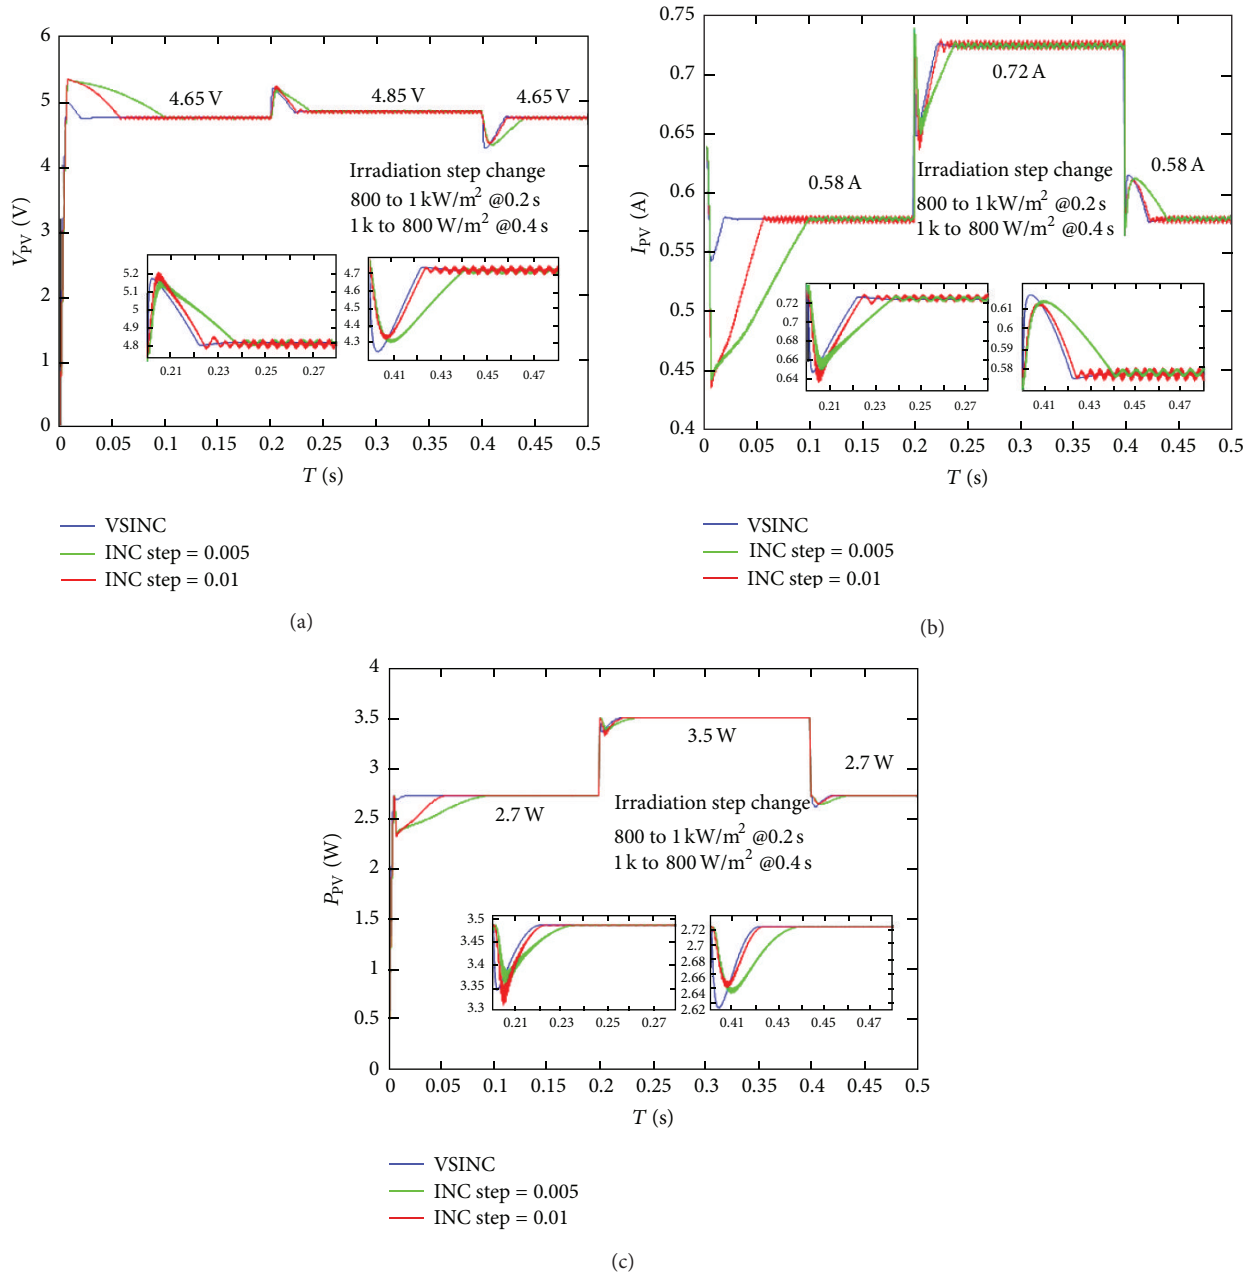 6
5
4
3
2
1
0
V_PV (V)
4.65 V
4.85 V
4.65 V
Irradiation step change
800 to 1 kW/m² @0.2 s
1 k to 800 W/m² @0.4 s
5.2
5.1
5
4.9
4.8
0.21 0.23 0.25 0.27
4.7
4.6
4.5
4.4
4.3
0.41 0.43 0.45 0.47
0 0.05 0.1 0.15 0.2 0.25 0.3 0.35 0.4 0.45 0.5
T (s)
VSINC
INC step = 0.005
INC step = 0.01
(a)
0.75
0.7
0.65
0.6
0.55
0.5
0.45
0.4
I_PV (A)
0.58 A
0.72 A
0.58 A
Irradiation step change
800 to 1 kW/m² @0.2 s
1 k to 800 W/m² @0.4 s
0.72
0.7
0.68
0.66
0.64
0.21 0.23 0.25 0.27
0.61
0.6
0.59
0.58
0.41 0.43 0.45 0.47
0 0.05 0.1 0.15 0.2 0.25 0.3 0.35 0.4 0.45 0.5
T (s)
VSINC
INC step = 0.005
INC step = 0.01
(b)
4
3.5
3
2.5
2
1.5
1
0.5
0
P_PV (W)
2.7 W
3.5 W
2.7 W
Irradiation step change
800 to 1 kW/m² @0.2 s
1 k to 800 W/m² @0.4 s
3.5
3.45
3.4
3.35
3.3
0.21 0.23 0.25 0.27
2.72
2.7
2.68
2.66
2.64
2.62
0.41 0.43 0.45 0.47
0 0.05 0.1 0.15 0.2 0.25 0.3 0.35 0.4 0.45 0.5
T (s)
VSINC
INC step = 0.005
INC step = 0.01
(c)